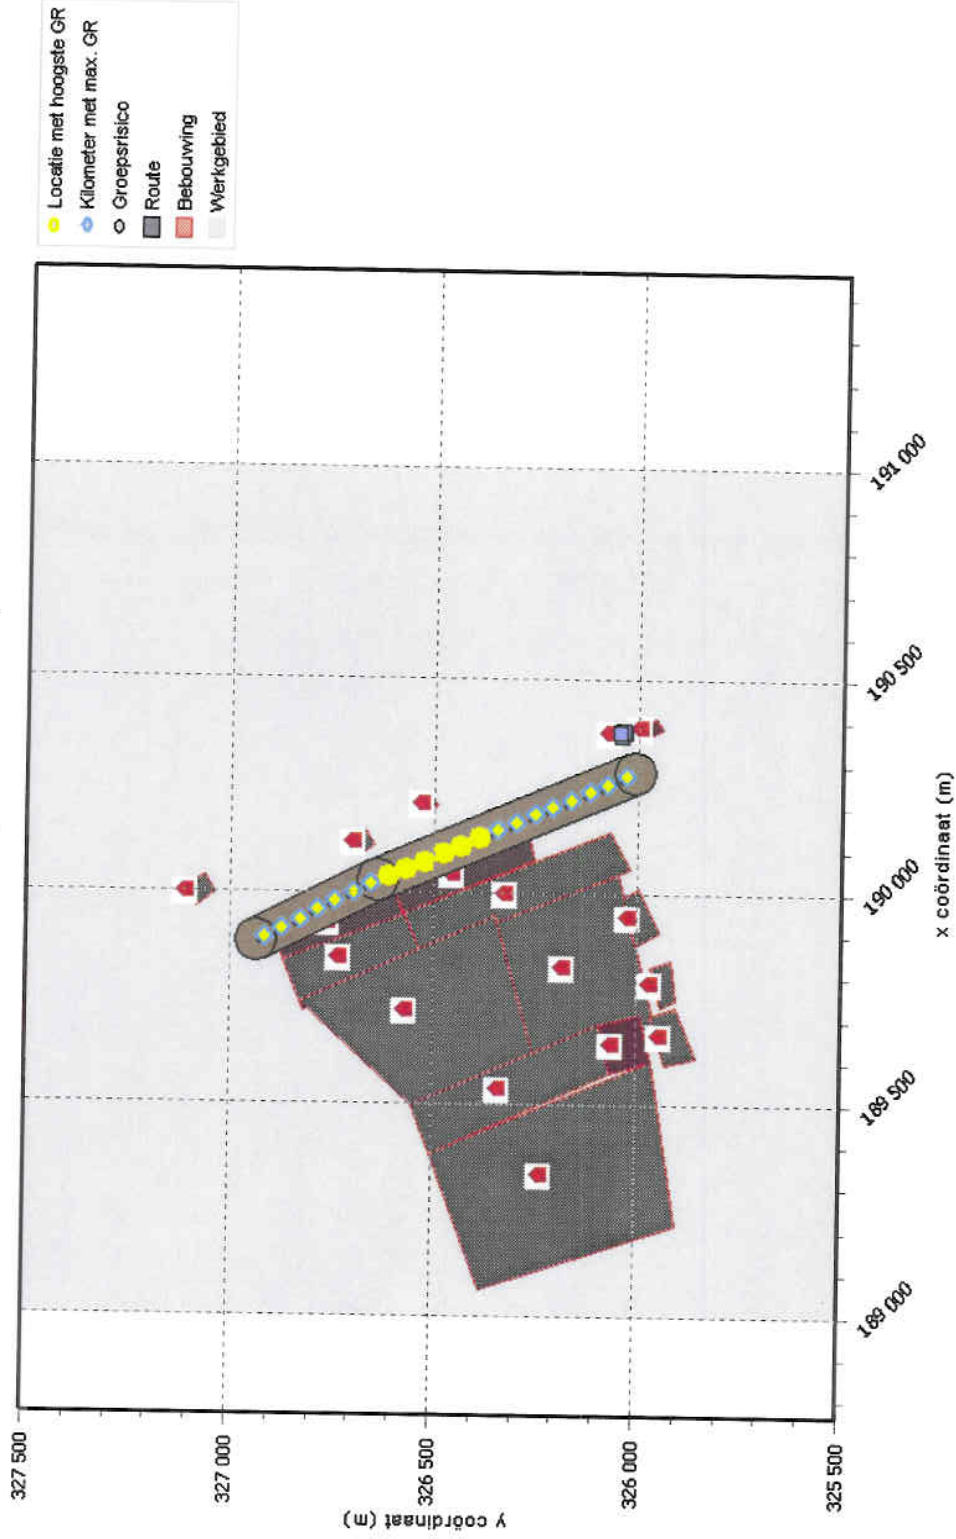 Locatie met hoogste GR
Kilometer met max. GR
Groepsrisico
Route
Bebouwing
Werkgebied
y coördinaat (m)
327 500
327 000
326 500
326 000
325 500
189 000
189 500
190 000
190 500
191 000
x coördinaat (m)